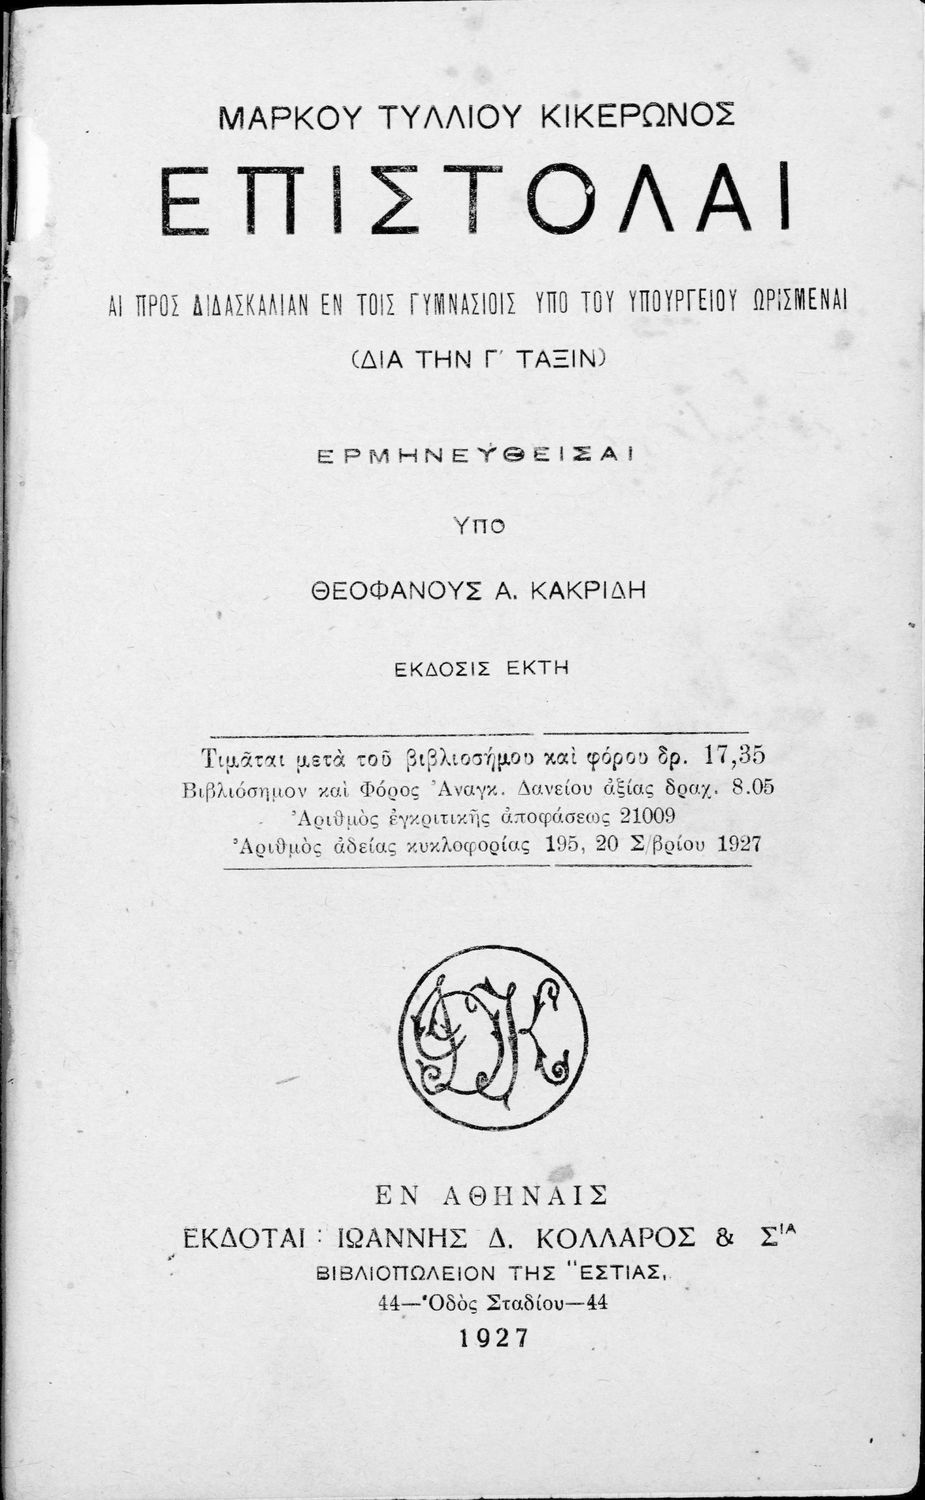 ΜΑΡΚΟΥ ΤΥΛΛΙΟΥ ΚΙΚΕΡΩΝΟΣ
ΕΠΙΣΤΟΛΑΙ
ΑΙ ΠΡΟΣ ΔΙΔΑΣΚΑΛΙΑΝ ΕΝ ΤΟΙΣ ΓΥΜΝΑΣΙΟΙΣ ΥΠΟ ΤΟΥ ΥΠΟΥΡΓΕΙΟΥ ΩΡΙΣΜΕΝΑΙ
(ΔΙΑ ΤΗΝ Γ΄ ΤΑΞΙΝ)
ΕΡΜΗΝΕΥΘΕΙΣΑΙ
ΥΠΟ
ΘΕΟΦΑΝΟΥΣ Α. ΚΑΚΡΙΔΗ
ΕΚΔΟΣΙΣ ΕΚΤΗ
Τιμᾶται μετὰ τοῦ βιβλιοσήμου καὶ φόρου δρ. 17,35
Βιβλιόσημον καὶ Φόρος Ἀναγκ. Δανείου ἀξίας δραχ. 8.05
Ἀριθμὸς ἐγκριτικῆς ἀποφάσεως 21009
Ἀριθμὸς ἀδείας κυκλοφορίας 195, 20 Σ/βρίου 1927
ΙΔΚ
ΕΝ ΑΘΗΝΑΙΣ
ΕΚΔΟΤΑΙ : ΙΩΑΝΝΗΣ Δ. ΚΟΛΛΑΡΟΣ & ΣΙΑ
ΒΙΒΛΙΟΠΩΛΕΙΟΝ ΤΗΣ "ΕΣΤΙΑΣ,,
44—Ὁδὸς Σταδίου—44
1927